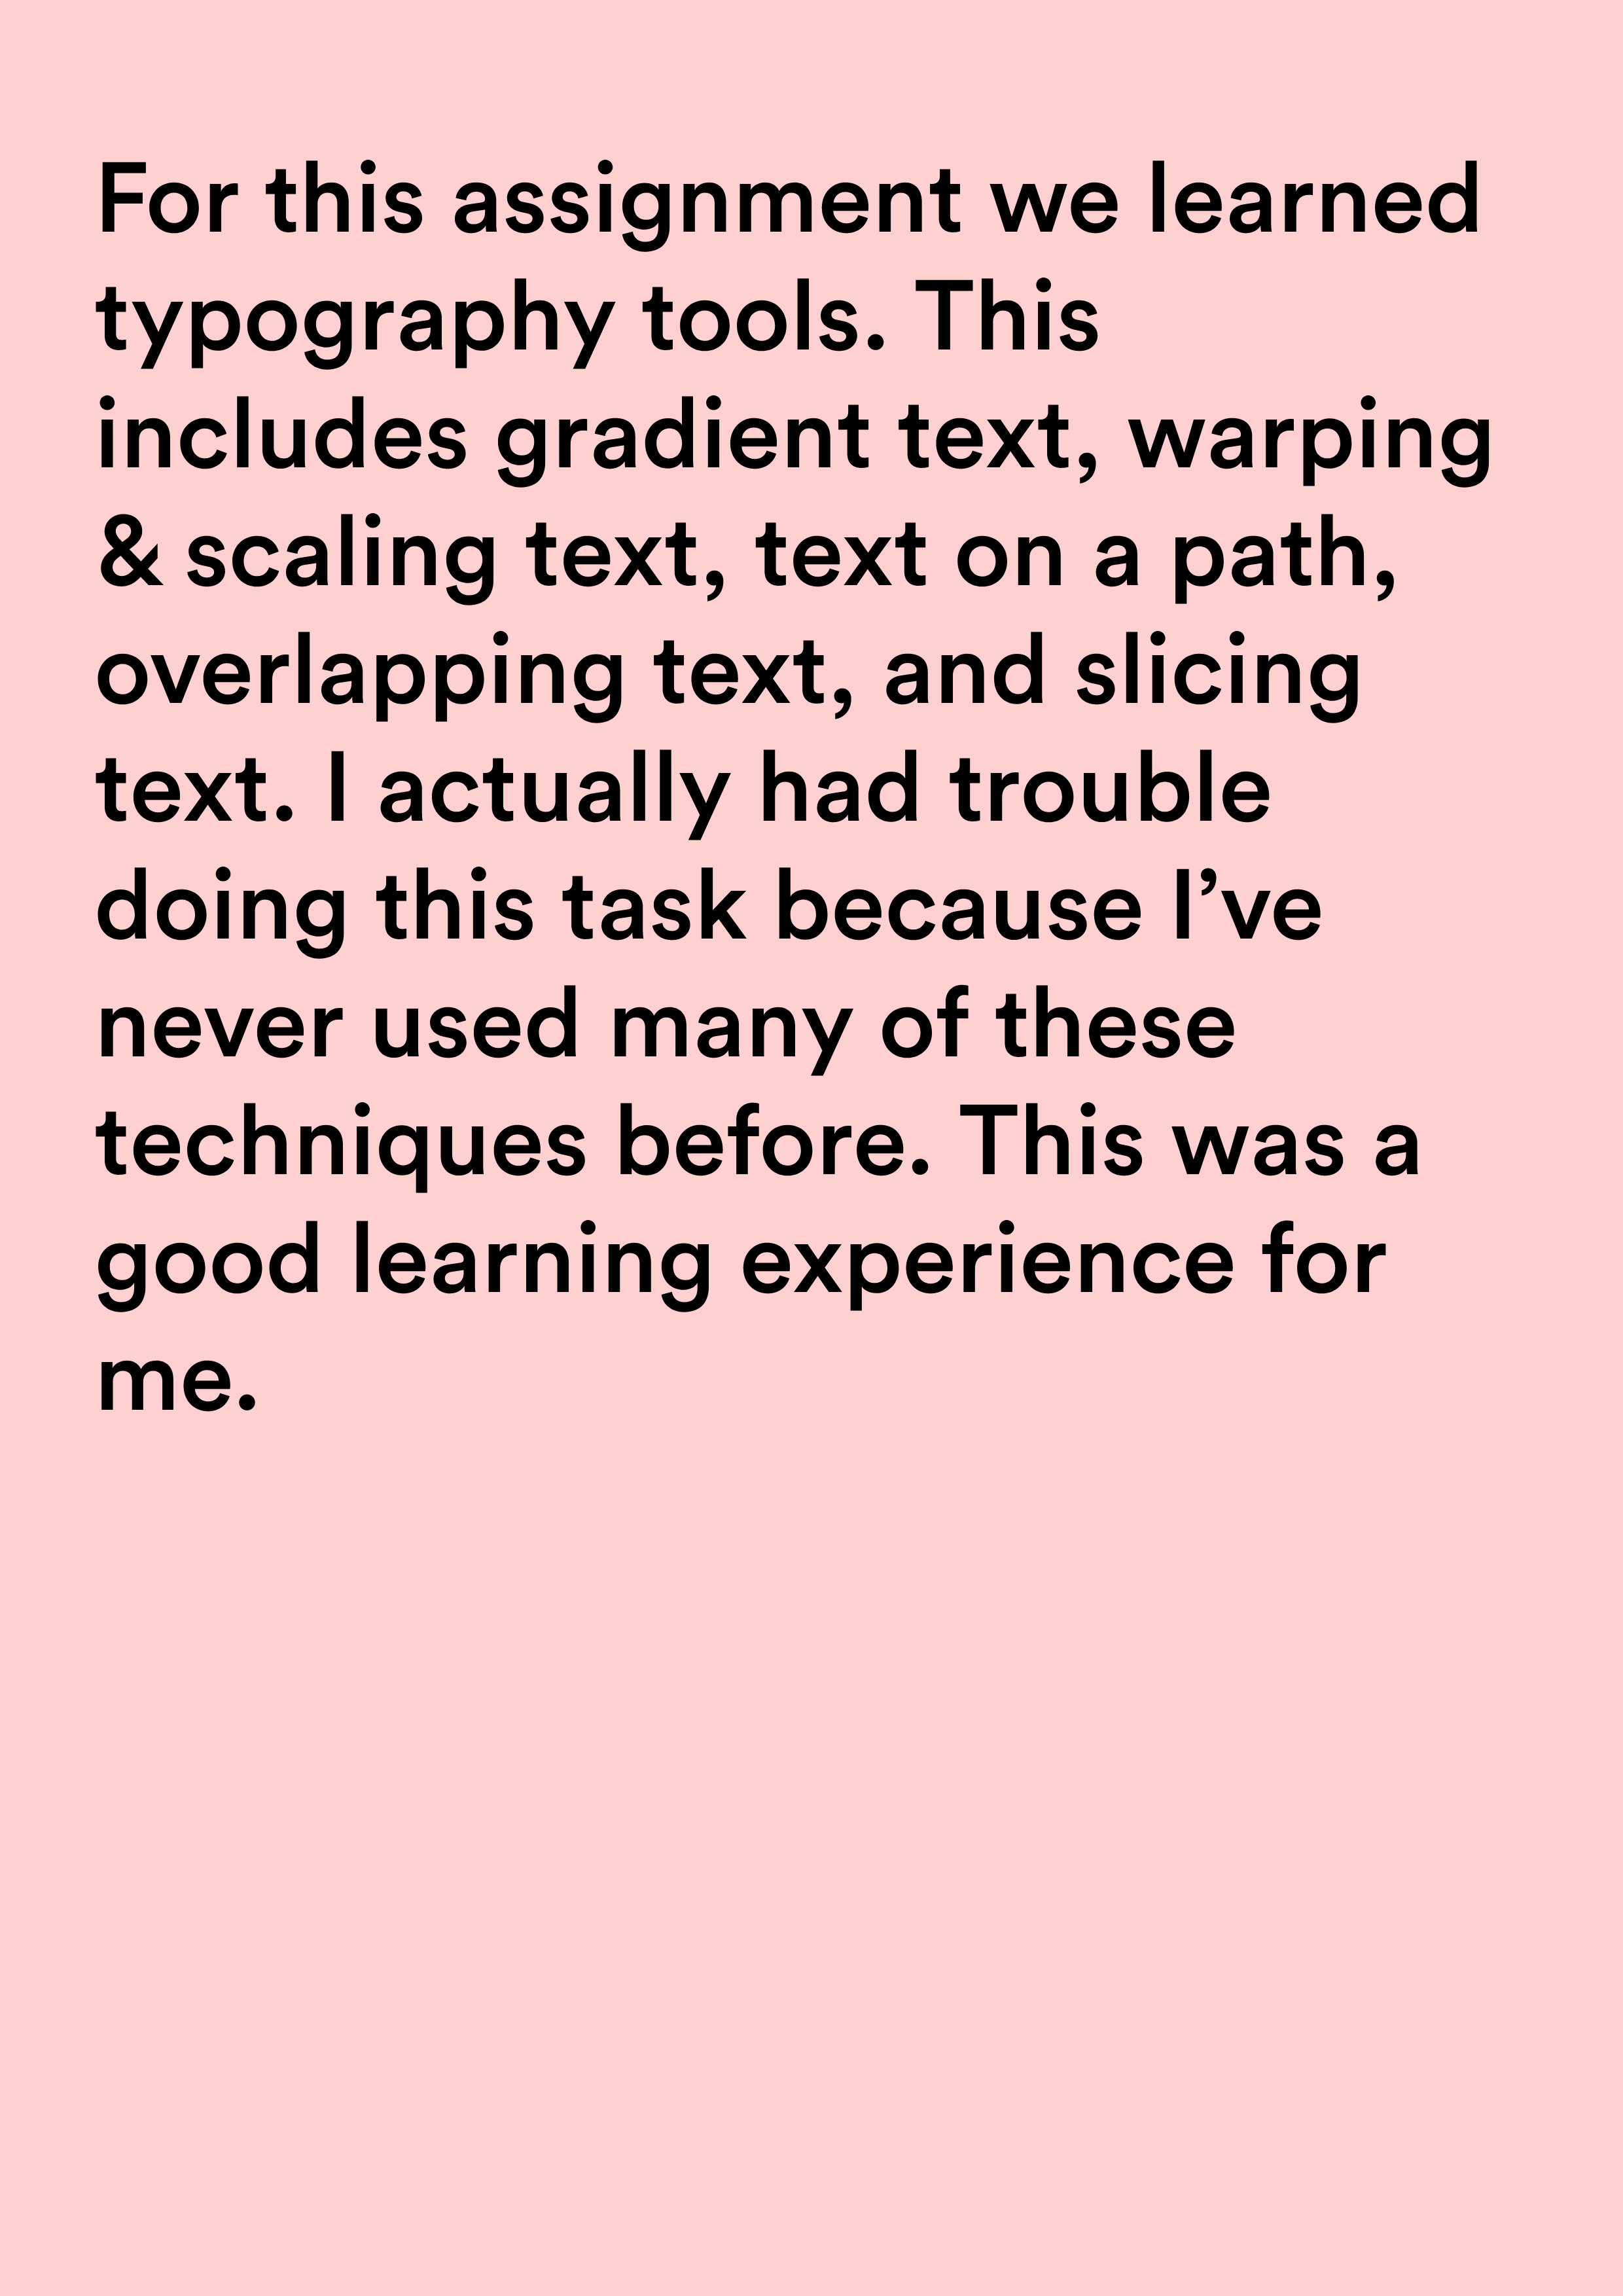 For this assignment we learned
typography tools. This
includes gradient text, warping
& scaling text, text on a path,
overlapping text, and slicing
text. I actually had trouble
doing this task because I’ve
never used many of these
techniques before. This was a
good learning experience for
me.